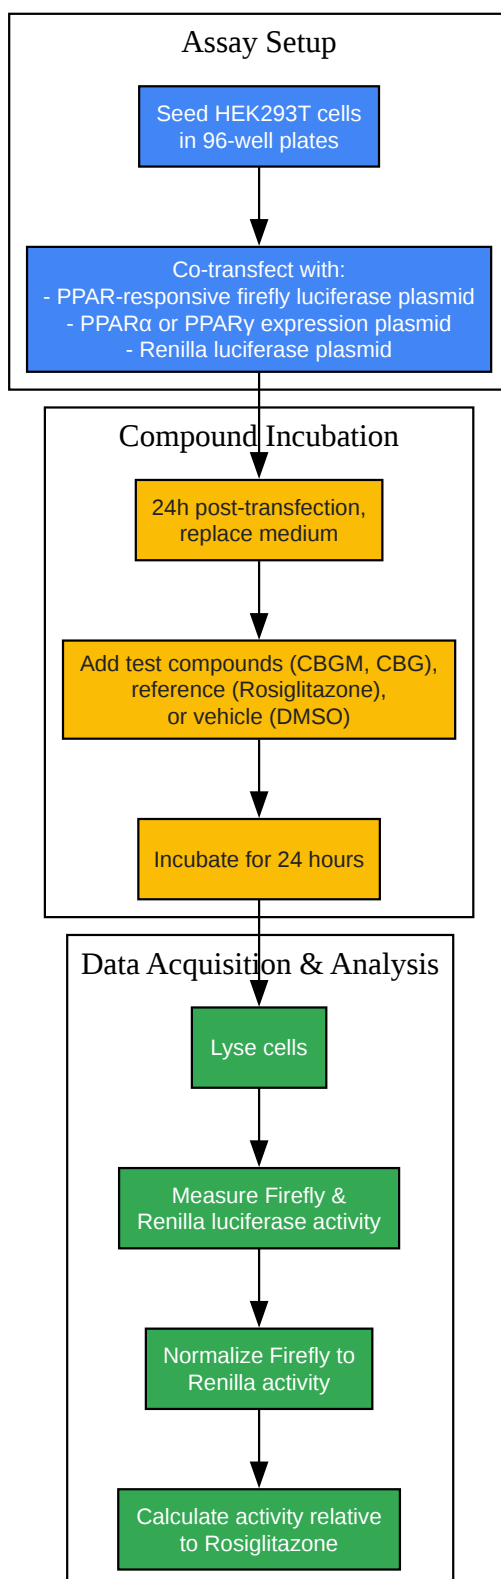 Assay Setup
Seed HEK293T cells
in 96-well plates
Co-transfect with:
- PPAR-responsive firefly luciferase plasmid
- PPARα or PPARγ expression plasmid
- Renilla luciferase plasmid
Compound Incubation
24h post-transfection,
replace medium
Add test compounds (CBGM, CBG),
reference (Rosiglitazone),
or vehicle (DMSO)
Incubate for 24 hours
Data Acquisition & Analysis
Lyse cells
Measure Firefly &
Renilla luciferase activity
Normalize Firefly to
Renilla activity
Calculate activity relative
to Rosiglitazone